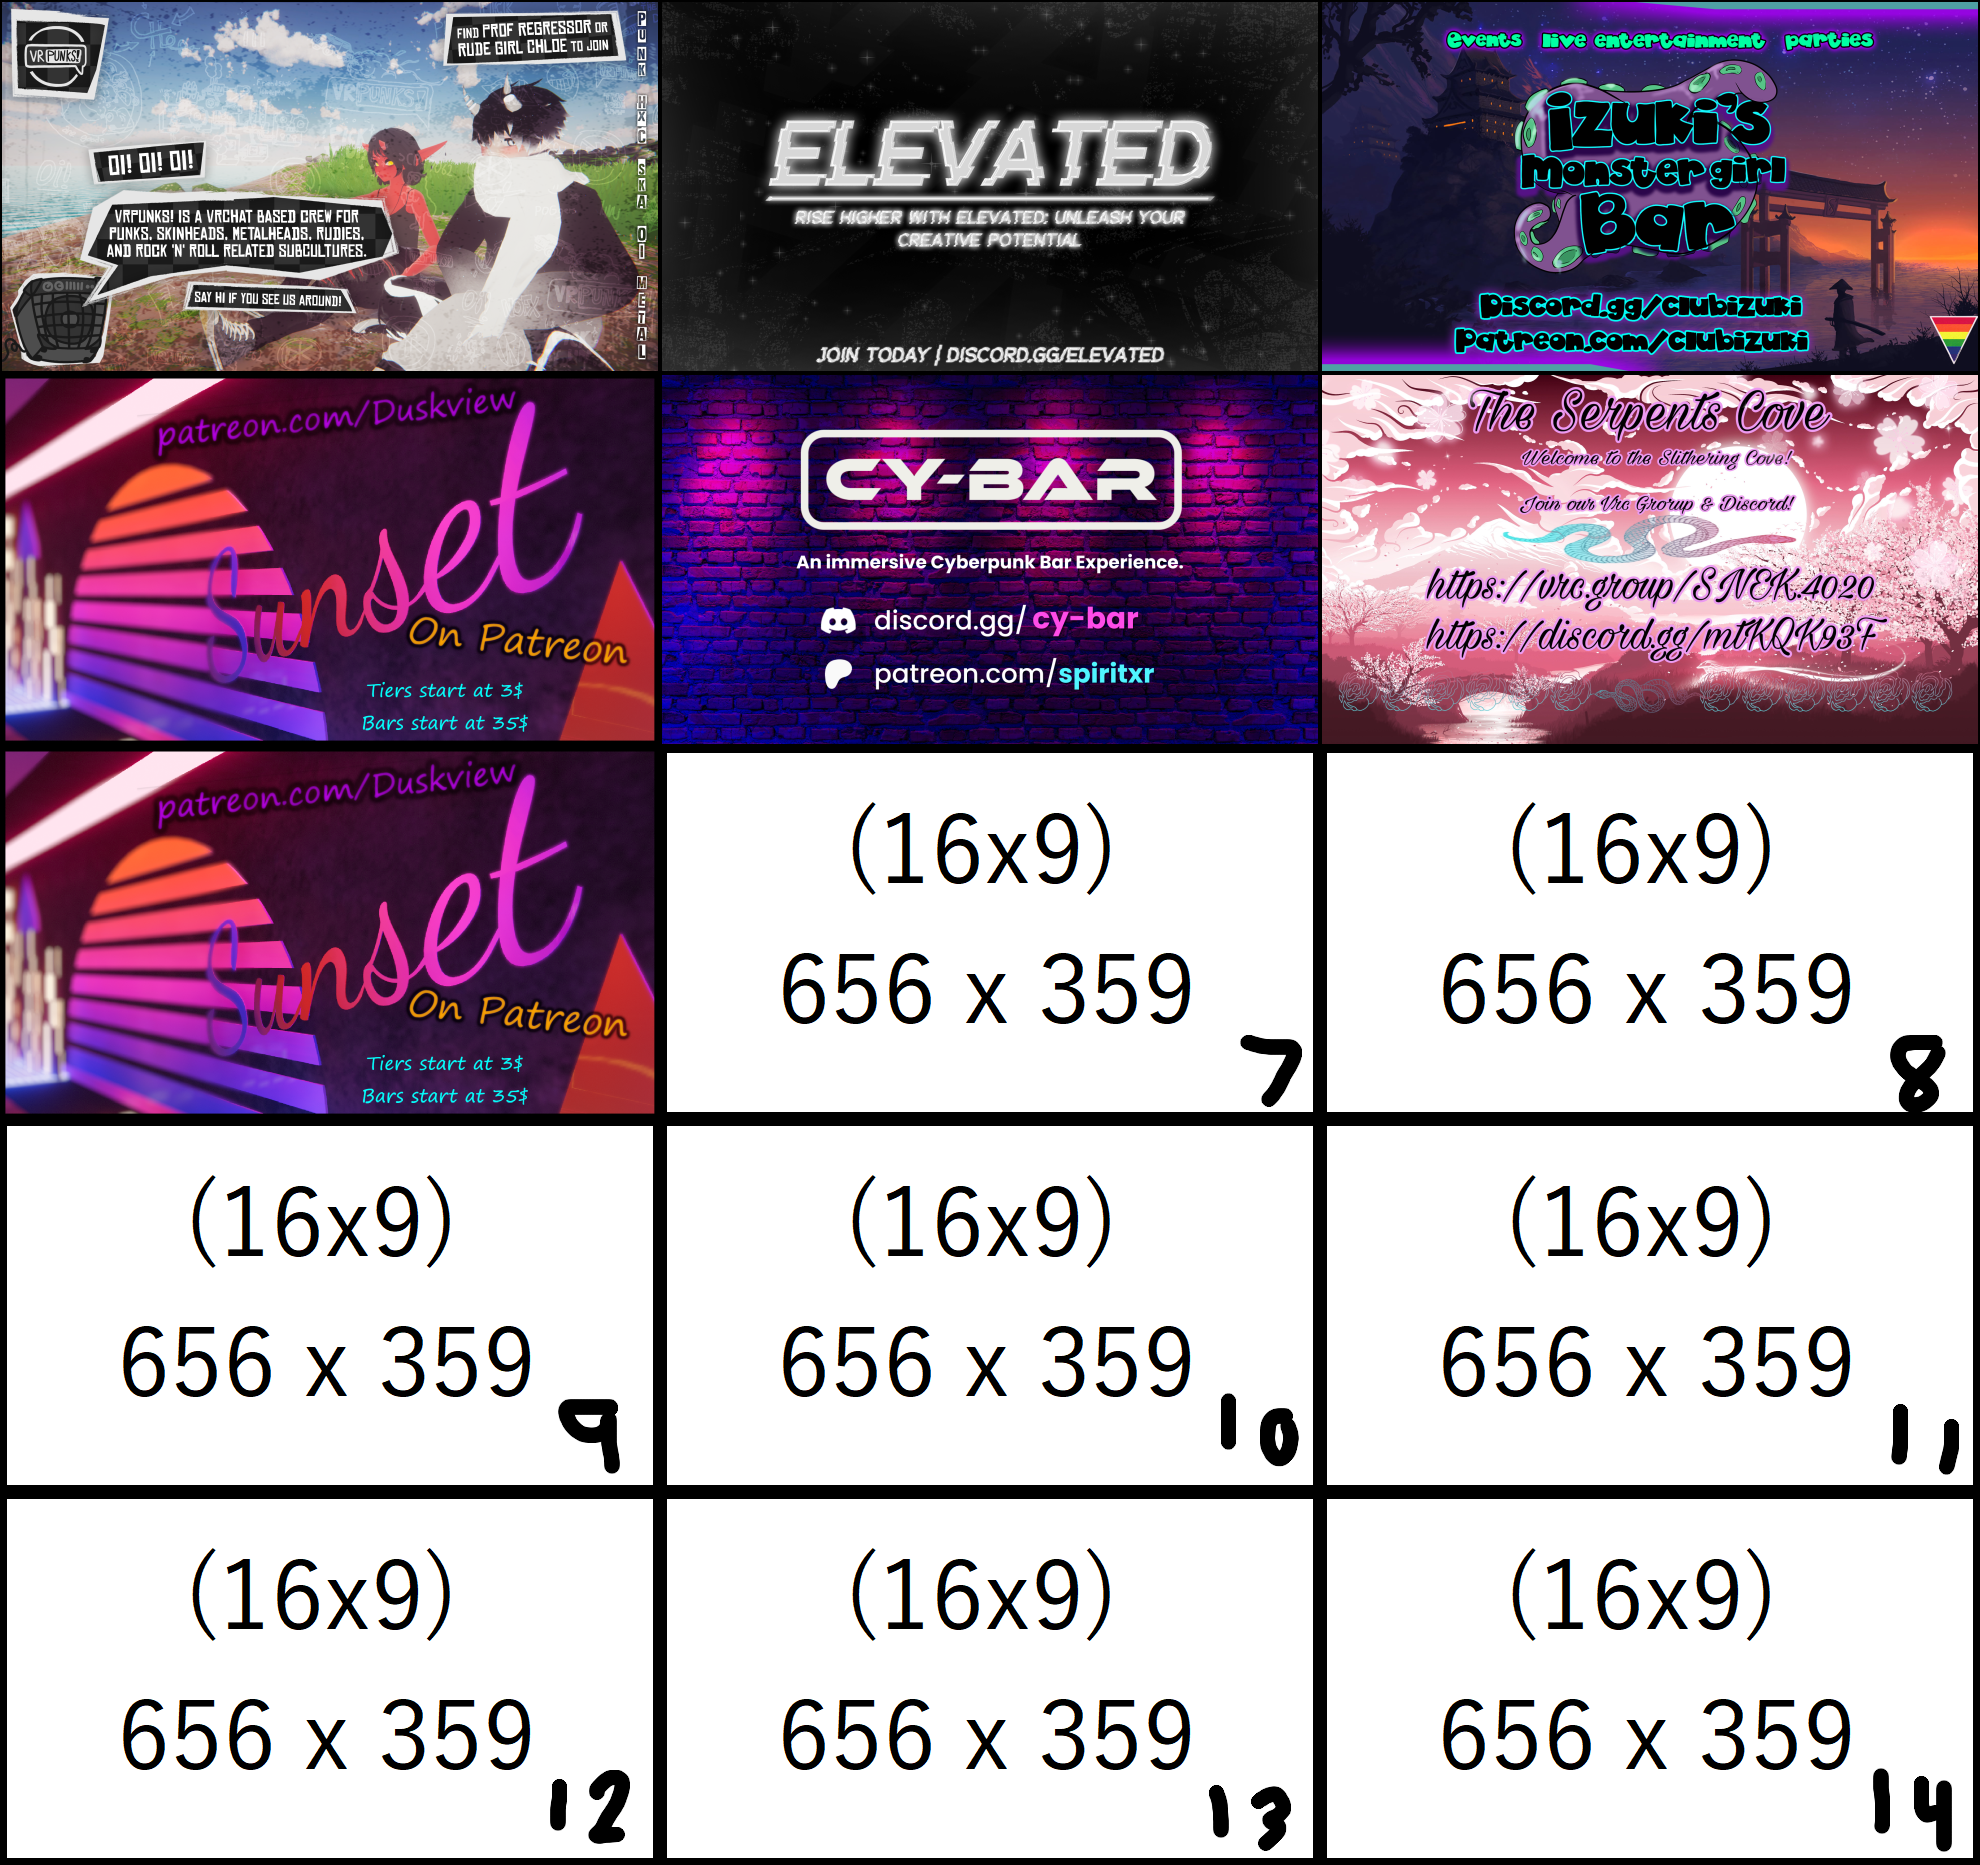 VR PUNKS!
FIND PROF REGRESSOR OR
RUDE GIRL CHLOE TO JOIN
PUNK HXC SKA OI METAL
OI! OI! OI!
VRPUNKS! IS A VRCHAT BASED CREW FOR
PUNKS, SKINHEADS, METALHEADS, RUDIES,
AND ROCK 'N' ROLL RELATED SUBCULTURES.
SAY HI IF YOU SEE US AROUND!
ELEVATED
RISE HIGHER WITH ELEVATED: UNLEASH YOUR
CREATIVE POTENTIAL
JOIN TODAY | DISCORD.GG/ELEVATED
events live entertainment parties
izuki's
monster girl
Bar
Discord.gg/clubizuki
Patreon.com/clubizuki
patreon.com/Duskview
Sunset
On Patreon
Tiers start at 3$
Bars start at 35$
CY-BAR
An immersive Cyberpunk Bar Experience.
discord.gg/cy-bar
patreon.com/spiritxr
The Serpents Cove
Welcome to the Slithering Cove!
Join our Vrc Grorup & Discord!
https://vrc.group/SNEK.4020
https://discord.gg/mtKQK93F
patreon.com/Duskview
Sunset
On Patreon
Tiers start at 3$
Bars start at 35$
(16x9)
656 x 359
7
(16x9)
656 x 359
8
(16x9)
656 x 359
9
(16x9)
656 x 359
10
(16x9)
656 x 359
11
(16x9)
656 x 359
12
(16x9)
656 x 359
13
(16x9)
656 x 359
14